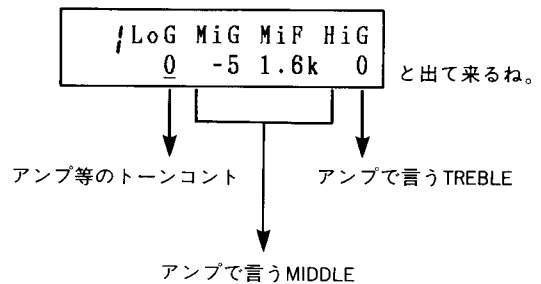 1LoG MiG MiF HiG
0 -5 1.6k 0 と出て来るね。
アンプ等のトーンコント アンプで言うTREBLE
アンプで言うMIDDLE